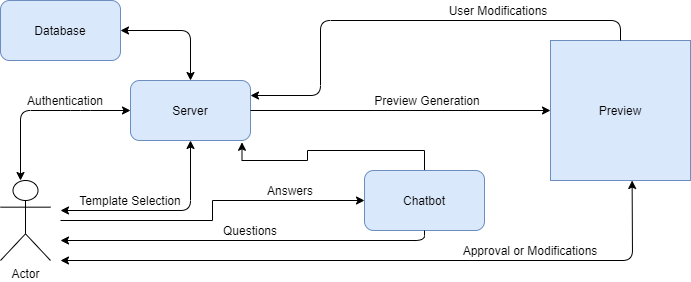 User Modifications
Database
Authentication
Server
Preview Generation
Preview
Template Selection
Answers
Chatbot
Questions
Approval or Modifications
Actor